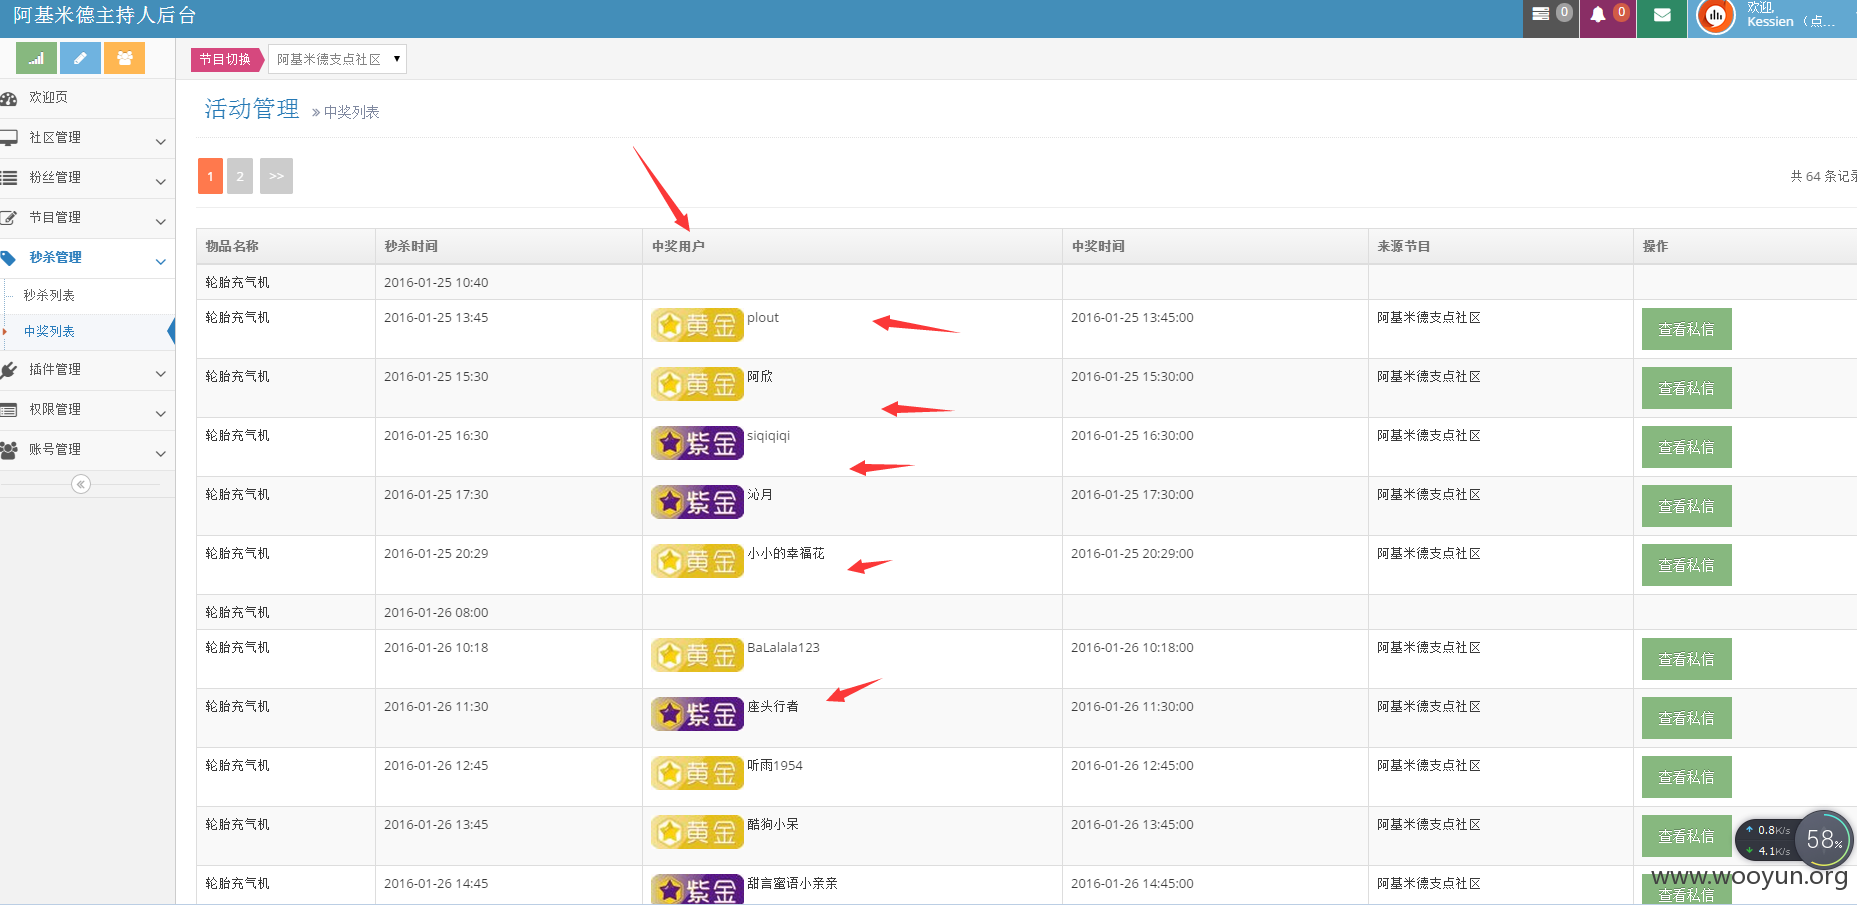 阿基米德主持人后台
0
0
欢迎,
Kessien（点...
节目切换
阿基米德支点社区
欢迎页
社区管理
粉丝管理
节目管理
秒杀管理
秒杀列表
中奖列表
插件管理
权限管理
账号管理
活动管理 » 中奖列表
1 2 >>
共 64 条记录
物品名称 秒杀时间 中奖用户 中奖时间 来源节目 操作
轮胎充气机 2016-01-25 10:40
轮胎充气机 2016-01-25 13:45 黄金 plout 2016-01-25 13:45:00 阿基米德支点社区 查看私信
轮胎充气机 2016-01-25 15:30 黄金 阿欣 2016-01-25 15:30:00 阿基米德支点社区 查看私信
轮胎充气机 2016-01-25 16:30 紫金 siqiqiqi 2016-01-25 16:30:00 阿基米德支点社区 查看私信
轮胎充气机 2016-01-25 17:30 紫金 沁月 2016-01-25 17:30:00 阿基米德支点社区 查看私信
轮胎充气机 2016-01-25 20:29 黄金 小小的幸福花 2016-01-25 20:29:00 阿基米德支点社区 查看私信
轮胎充气机 2016-01-26 08:00
轮胎充气机 2016-01-26 10:18 黄金 BaLalala123 2016-01-26 10:18:00 阿基米德支点社区 查看私信
轮胎充气机 2016-01-26 11:30 紫金 座头行者 2016-01-26 11:30:00 阿基米德支点社区 查看私信
轮胎充气机 2016-01-26 12:45 黄金 听雨1954 2016-01-26 12:45:00 阿基米德支点社区 查看私信
轮胎充气机 2016-01-26 13:45 黄金 酷狗小呆 2016-01-26 13:45:00 阿基米德支点社区 查看私信
轮胎充气机 2016-01-26 14:45 紫金 甜言蜜语小亲亲 2016-01-26 14:45:00 阿基米德支点社区 查看私信
0.8K/s
4.1K/s
58%
www.wooyun.org